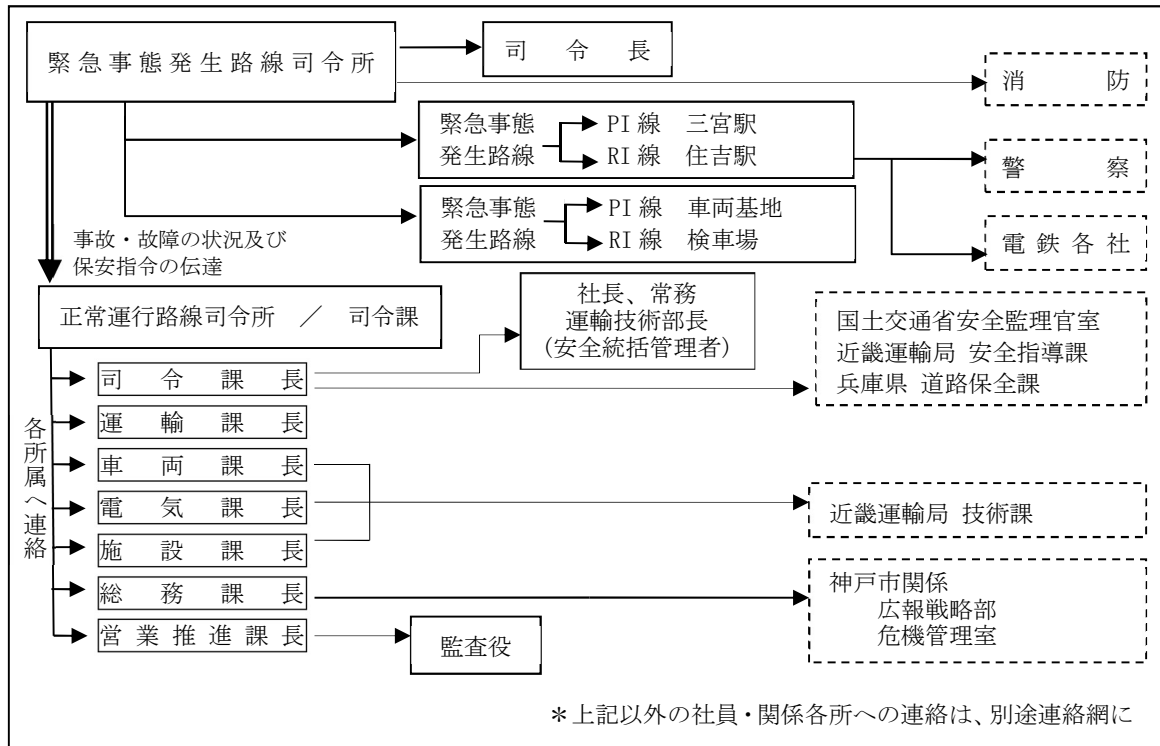 緊急事態発生路線司令所
司令長
消防
緊急事態
発生路線
PI線 三宮駅
RI線 住吉駅
警察
緊急事態
発生路線
PI線 車両基地
RI線 検車場
電鉄各社
事故・故障の状況及び
保安指令の伝達
正常運行路線司令所 / 司令課
社長、常務
運輸技術部長
(安全統括管理者)
国土交通省安全監理官室
近畿運輸局 安全指導課
兵庫県 道路保全課
各所属へ連絡
司令課長
運輸課長
車両課長
電気課長
施設課長
総務課長
営業推進課長
近畿運輸局 技術課
神戸市関係
広報戦略部
危機管理室
監査役
＊上記以外の社員・関係各所への連絡は、別途連絡網に